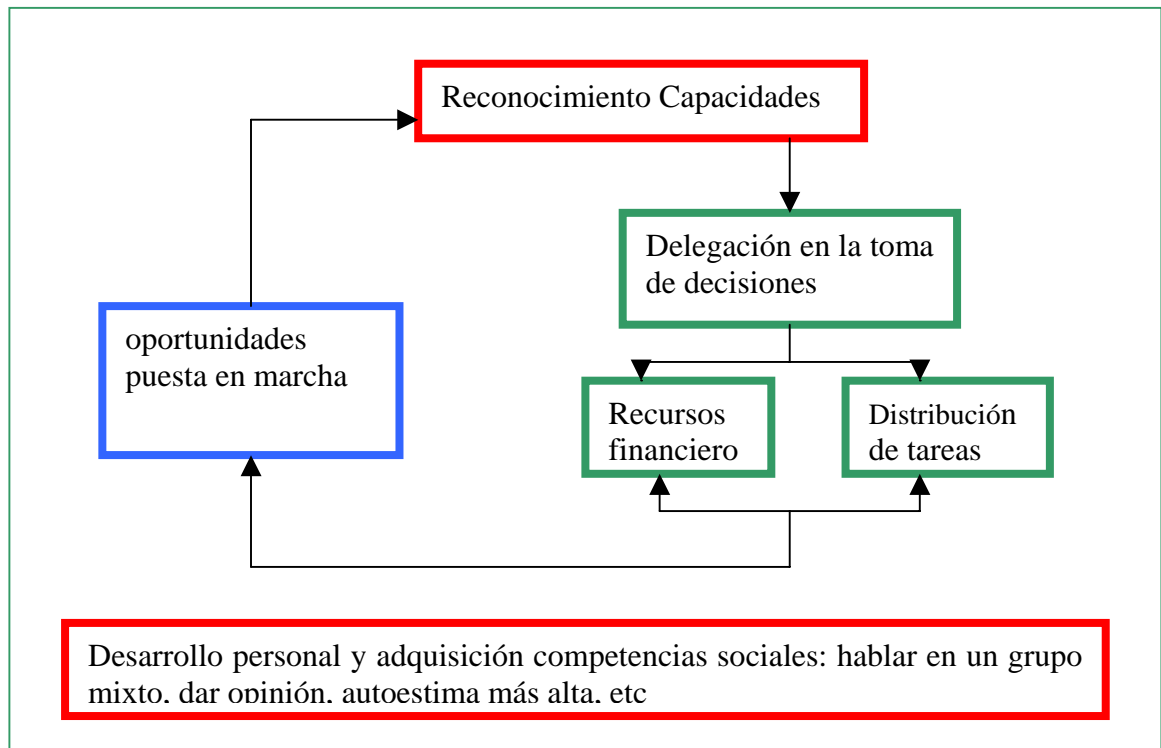 Reconocimiento Capacidades
Delegación en la toma
de decisiones
oportunidades
puesta en marcha
Recursos
financiero
Distribución
de tareas
Desarrollo personal y adquisición competencias sociales: hablar en un grupo
mixto, dar opinión, autoestima más alta, etc